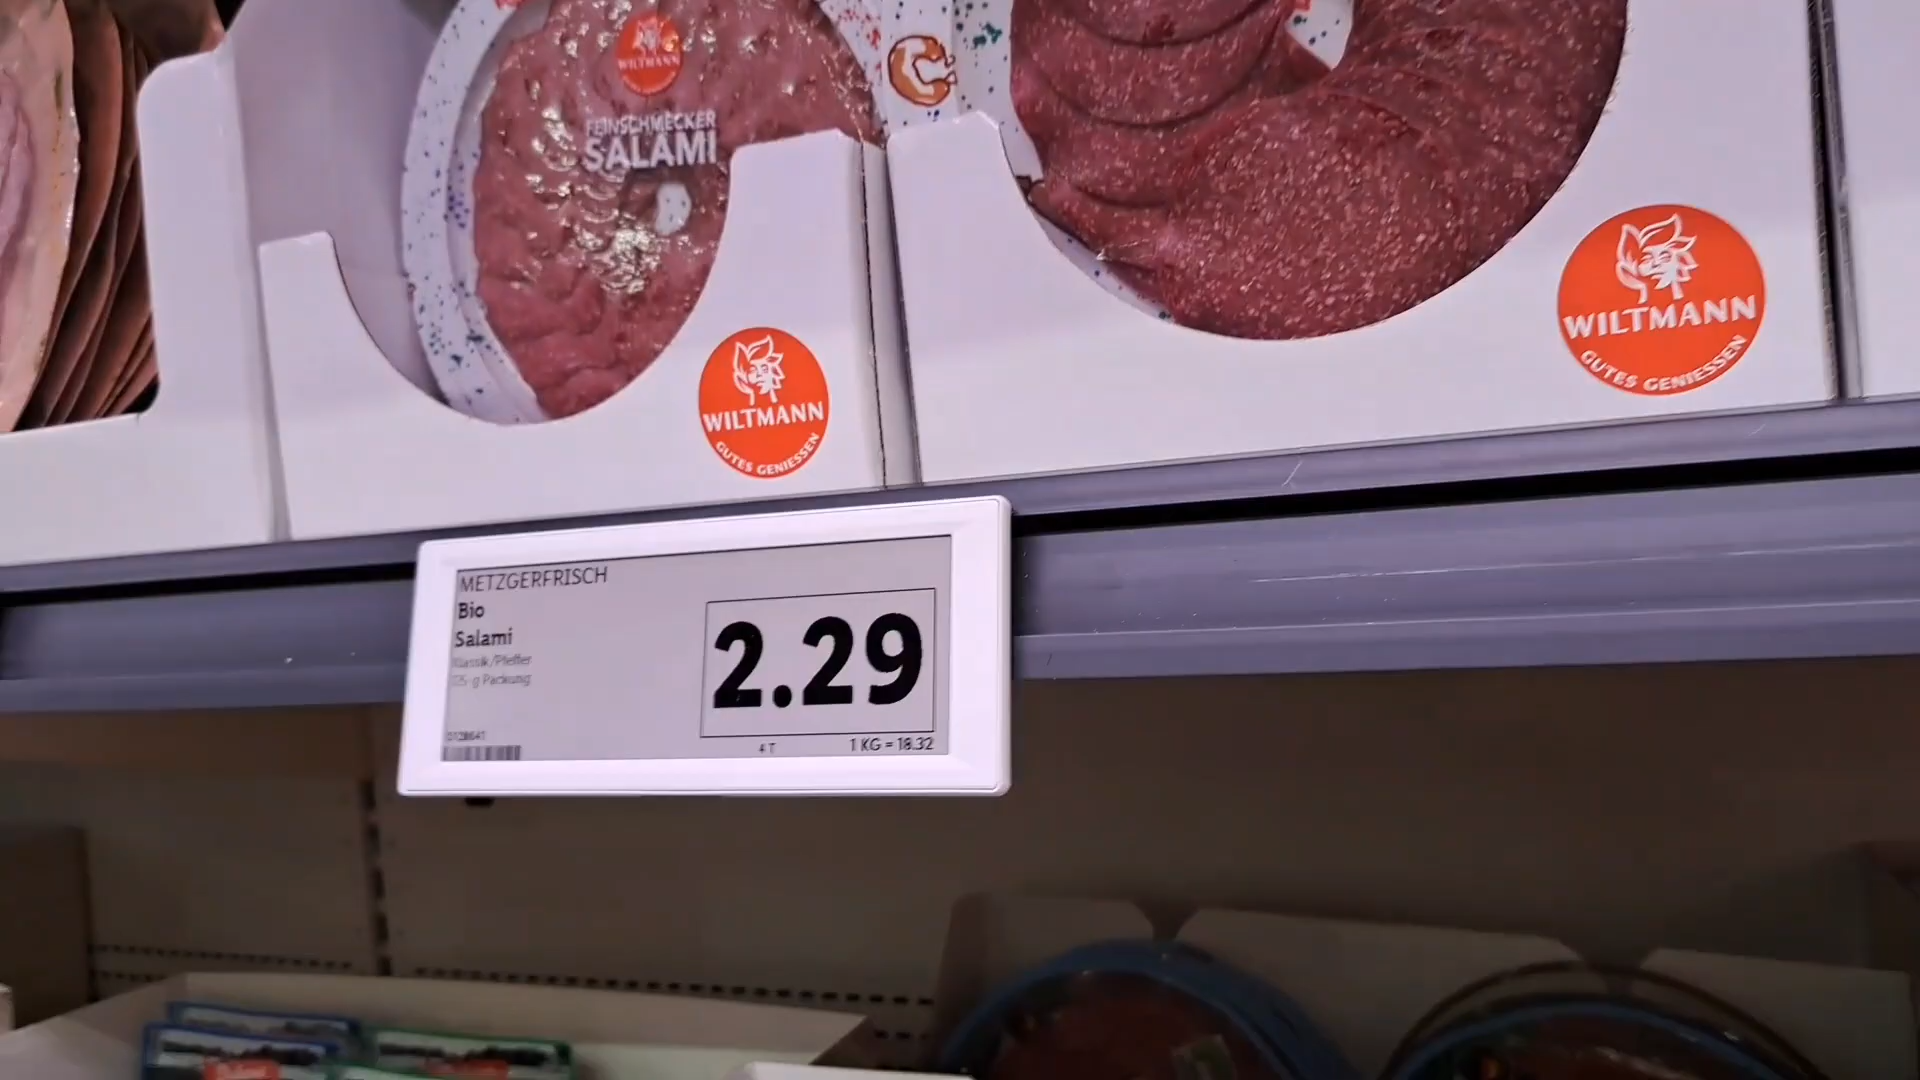 WILTMANN
FEINSCHMECKER
SALAMI
WILTMANN
GUTES GENIESSEN
WILTMANN
GUTES GENIESSEN
METZGERFRISCH
Bio
Salami
Klassik/Pfeffer
125-g Packung
2.29
4 T
1 KG = 18.32